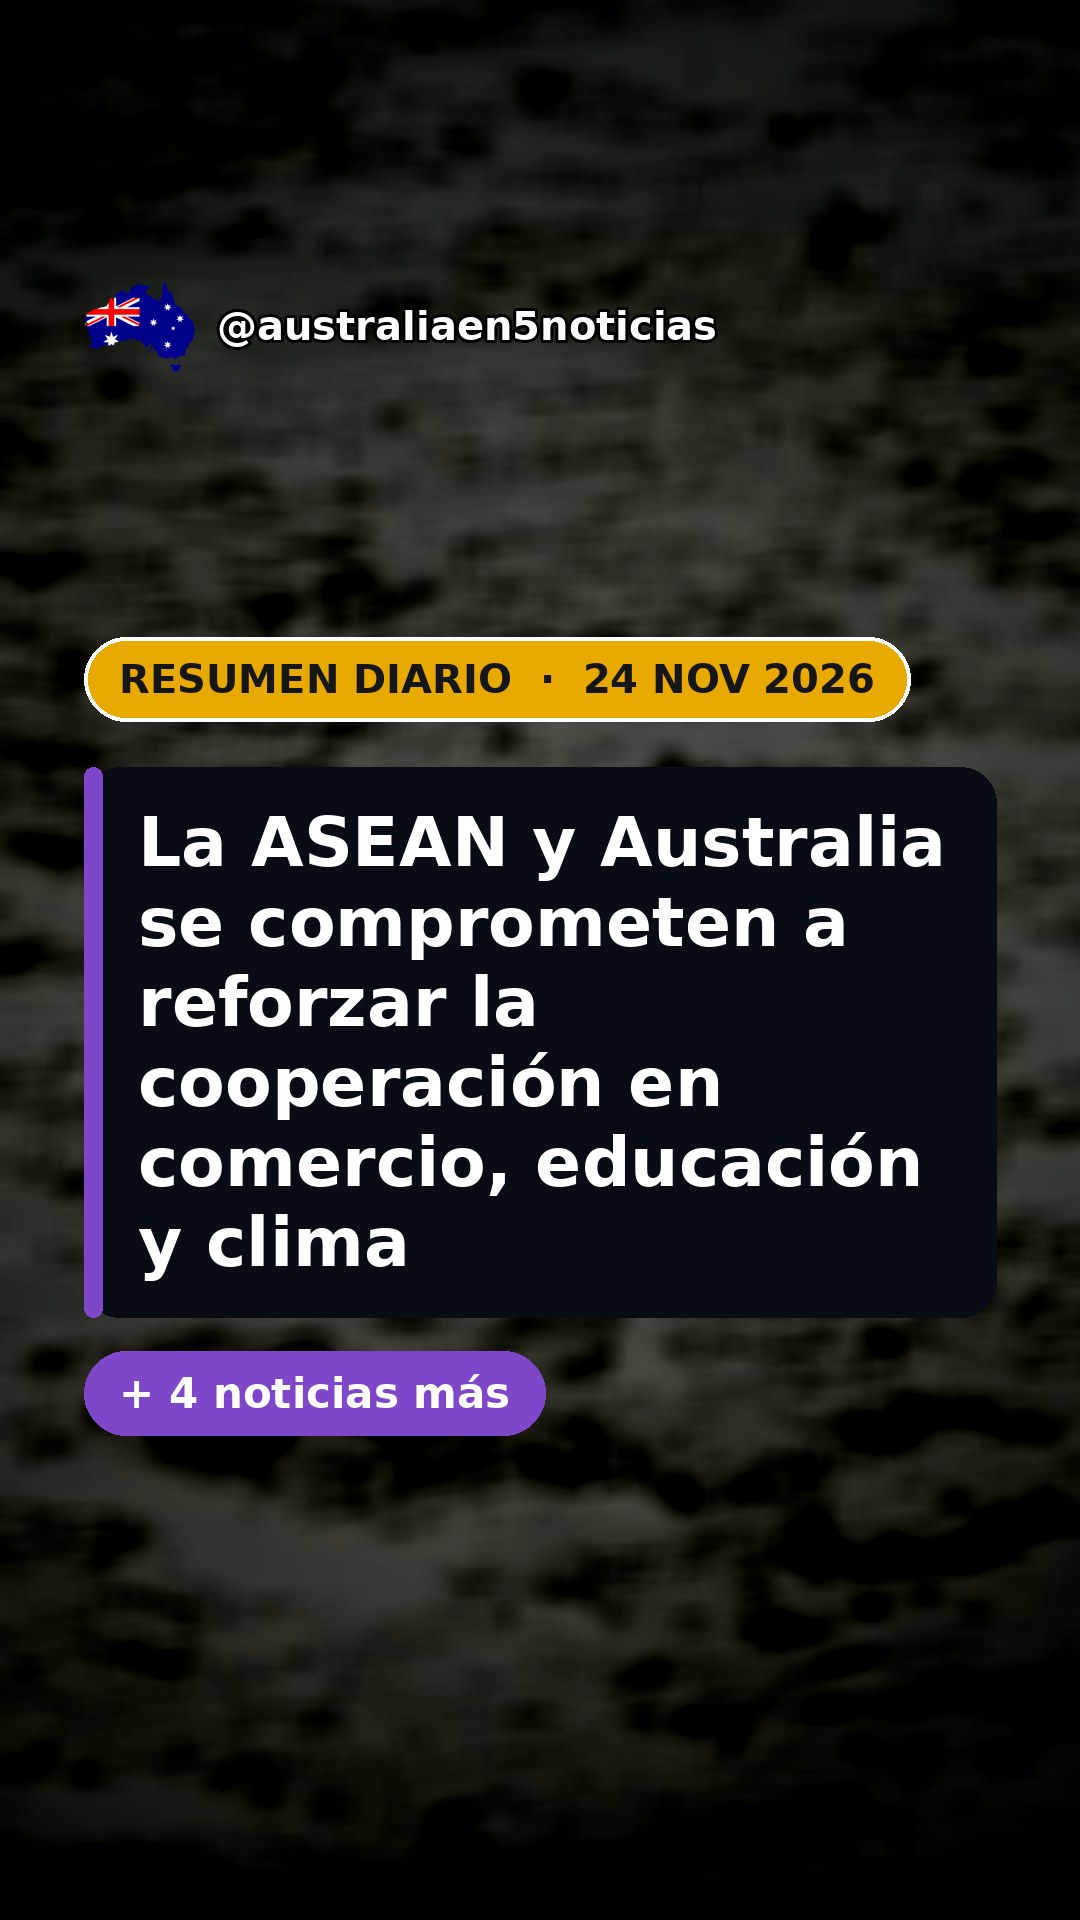 @australiaen5noticias
RESUMEN DIARIO · 24 NOV 2026
La ASEAN y Australia
se comprometen a
reforzar la
cooperación en
comercio, educación
y clima
+ 4 noticias más